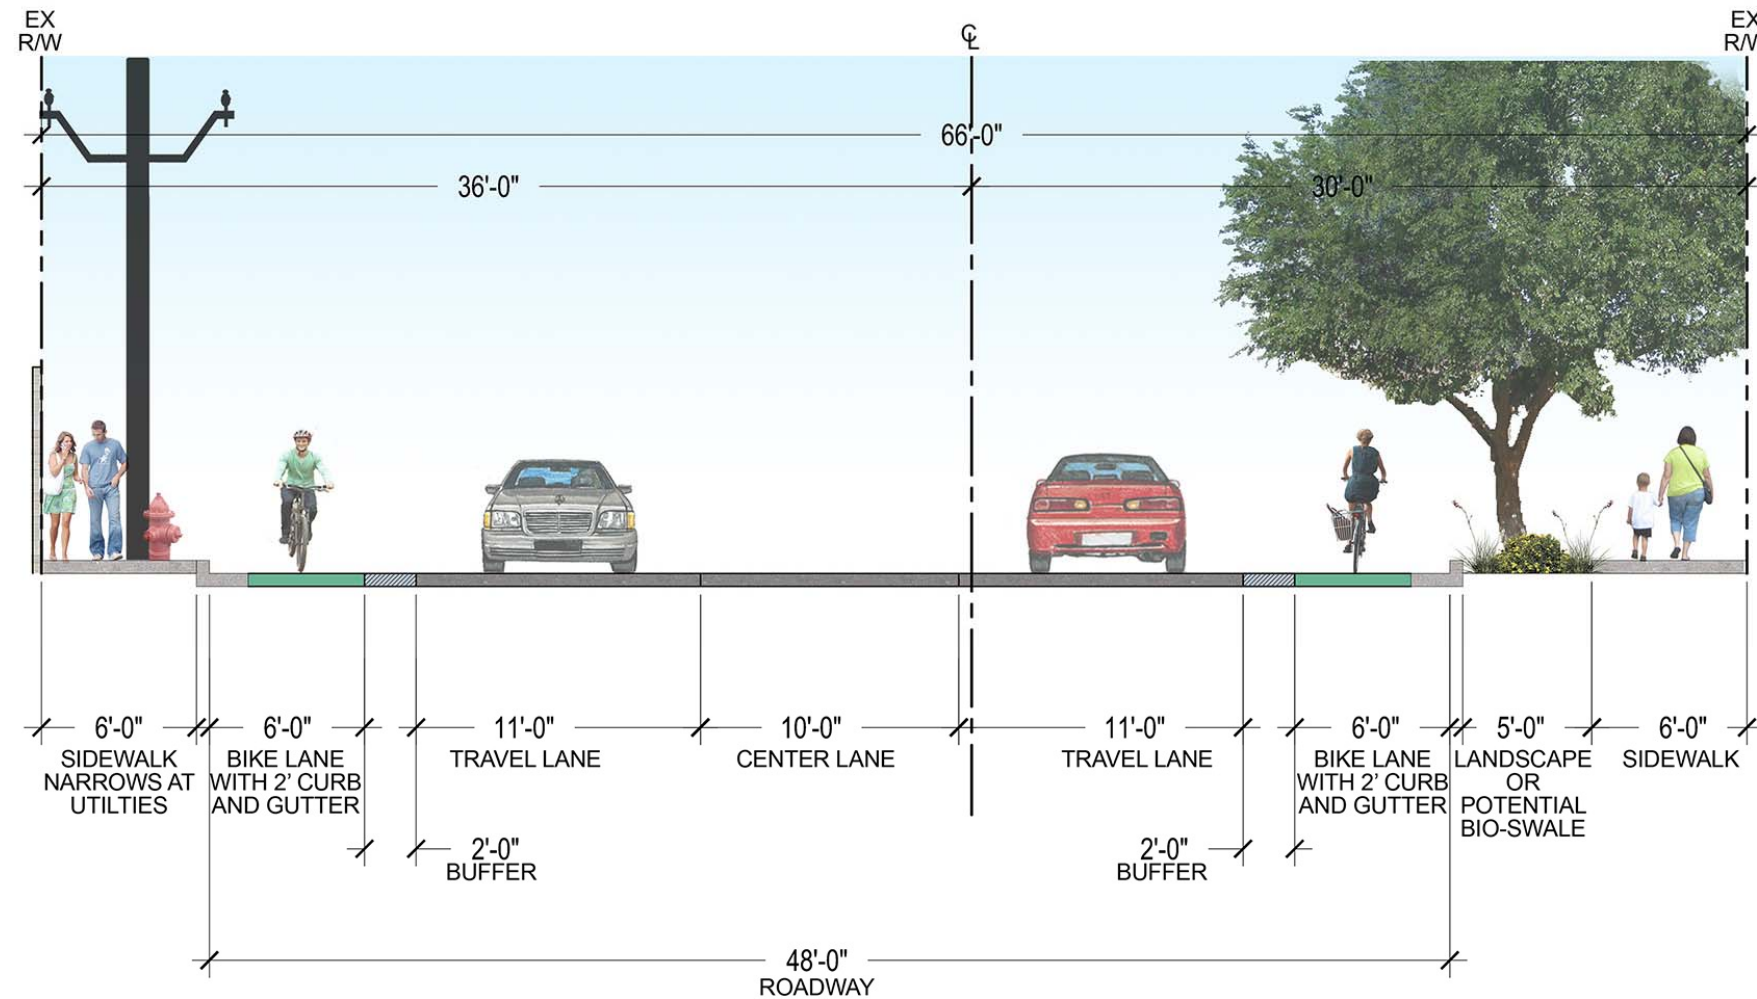 EX
R/W
℄
EX
R/W
66'-0"
36'-0"
30'-0"
6'-0"
SIDEWALK
NARROWS AT
UTILTIES
6'-0"
BIKE LANE
WITH 2' CURB
AND GUTTER
11'-0"
TRAVEL LANE
10'-0"
CENTER LANE
11'-0"
TRAVEL LANE
6'-0"
BIKE LANE
WITH 2' CURB
AND GUTTER
5'-0"
LANDSCAPE
OR
POTENTIAL
BIO-SWALE
6'-0"
SIDEWALK
2'-0"
BUFFER
2'-0"
BUFFER
48'-0"
ROADWAY